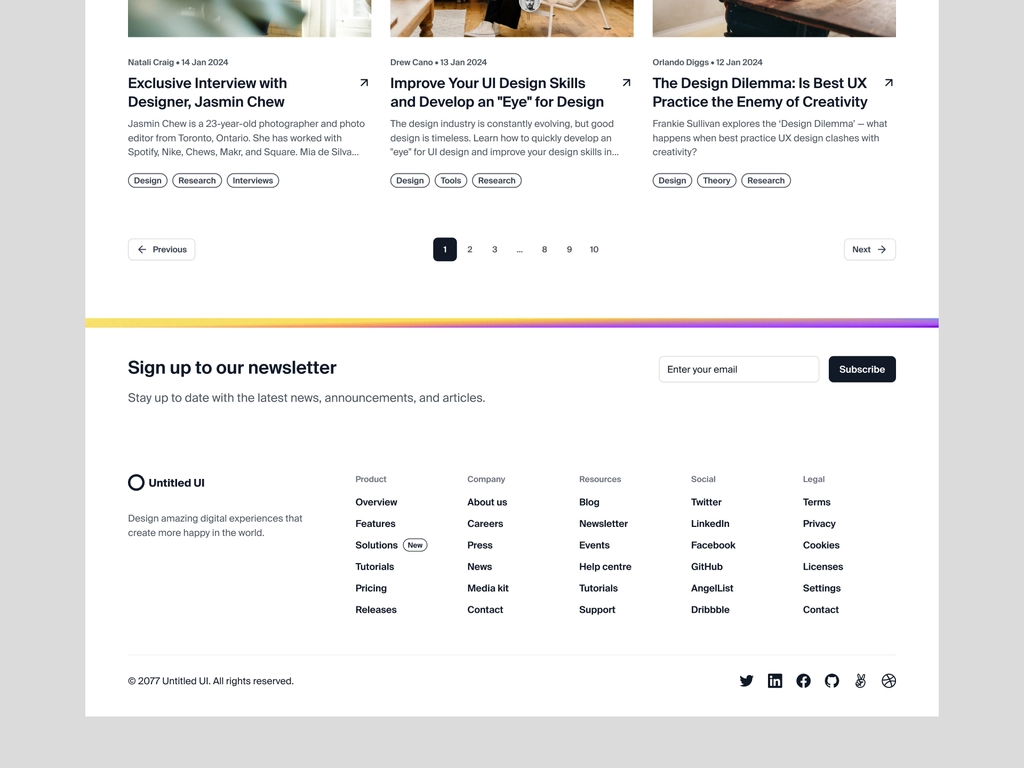 Natali Craig • 14 Jan 2024
Exclusive Interview with
Designer, Jasmin Chew
Jasmin Chew is a 23-year-old photographer and photo
editor from Toronto, Ontario. She has worked with
Spotify, Nike, Chews, Makr, and Square. Mia de Silva...
Design Research Interviews
Drew Cano • 13 Jan 2024
Improve Your UI Design Skills
and Develop an "Eye" for Design
The design industry is constantly evolving, but good
design is timeless. Learn how to quickly develop an
"eye" for UI design and improve your design skills in...
Design Tools Research
Orlando Diggs • 12 Jan 2024
The Design Dilemma: Is Best UX
Practice the Enemy of Creativity
Frankie Sullivan explores the ‘Design Dilemma’ — what
happens when best practice UX design clashes with
creativity?
Design Theory Research
Previous 1 2 3 ... 8 9 10 Next
Sign up to our newsletter
Stay up to date with the latest news, announcements, and articles.
Enter your email Subscribe
Untitled UI
Design amazing digital experiences that
create more happy in the world.
Product
Overview
Features
Solutions New
Tutorials
Pricing
Releases
Company
About us
Careers
Press
News
Media kit
Contact
Resources
Blog
Newsletter
Events
Help centre
Tutorials
Support
Social
Twitter
LinkedIn
Facebook
GitHub
AngelList
Dribbble
Legal
Terms
Privacy
Cookies
Licenses
Settings
Contact
© 2077 Untitled UI. All rights reserved.